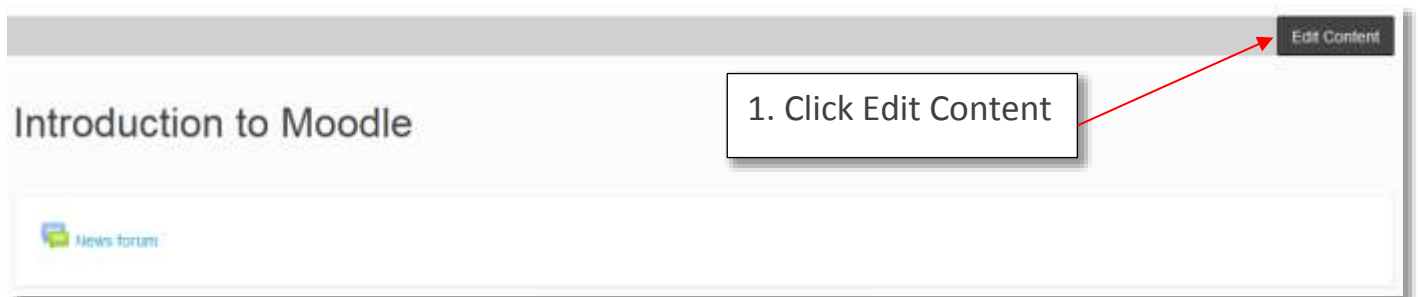 Edit Content
1. Click Edit Content
Introduction to Moodle
News forum